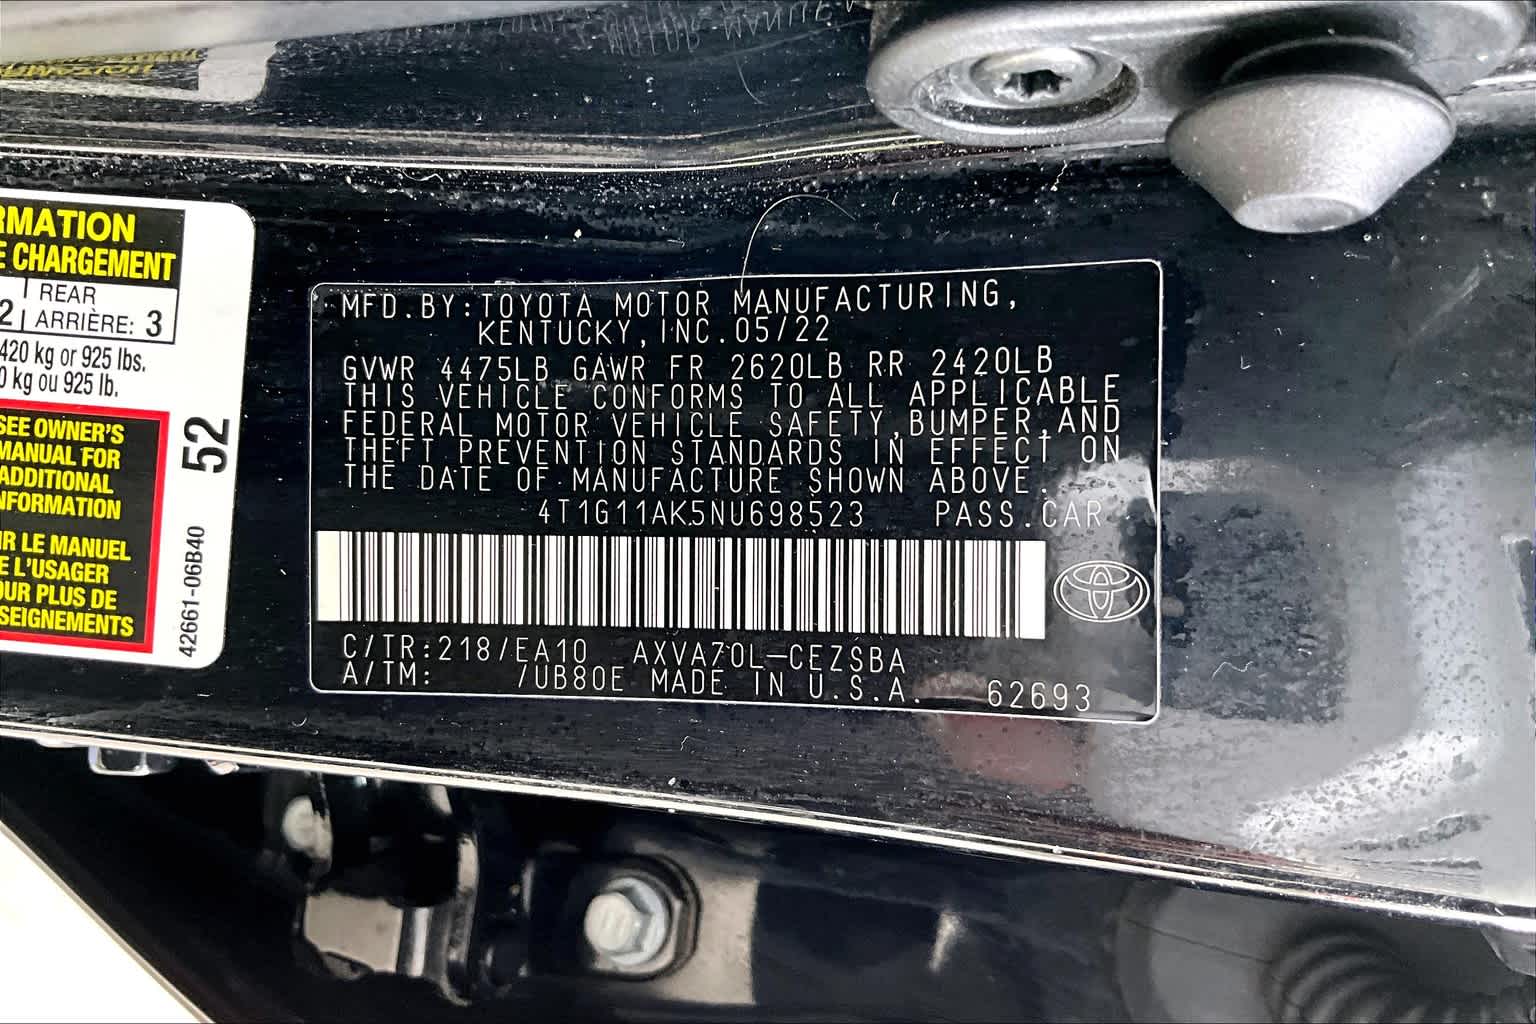 RMATION
E CHARGEMENT
2 REAR
ARRIÈRE: 3
420 kg or 925 lbs.
0 kg ou 925 lb.
SEE OWNER'S
MANUAL FOR
ADDITIONAL
NFORMATION
IR LE MANUEL
E L'USAGER
OUR PLUS DE
SEIGNEMENTS
52
42661-06B40
MFD.BY:TOYOTA MOTOR MANUFACTURING,
KENTUCKY,INC.05/22
GVWR 4475LB GAWR FR 2620LB RR 2420LB
THIS VEHICLE CONFORMS TO ALL APPLICABLE
FEDERAL MOTOR VEHICLE SAFETY,BUMPER,AND
THEFT PREVENTION STANDARDS IN EFFECT ON
THE DATE OF MANUFACTURE SHOWN ABOVE.
4T1G11AK5NU698523 PASS.CAR
C/TR:218/EA10 AXVA70L-CEZSBA
A/TM: /UB80E MADE IN U.S.A. 62693